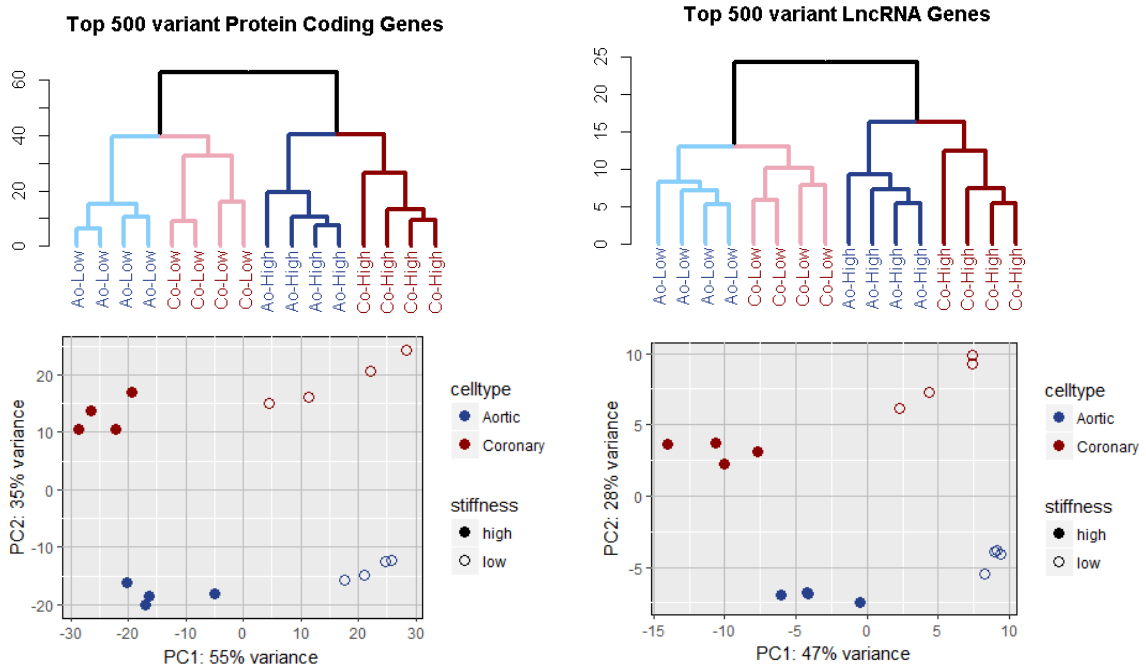 Top 500 variant Protein Coding Genes
60
40
20
0
Ao-Low
Ao-Low
Ao-Low
Ao-Low
Co-Low
Co-Low
Co-Low
Co-Low
Ao-High
Ao-High
Ao-High
Ao-High
Co-High
Co-High
Co-High
Co-High
PC2: 35% variance
20
10
0
-10
-20
-30
-20
-10
0
10
20
30
PC1: 55% variance
celltype
Aortic
Coronary
stiffness
high
low
Top 500 variant LncRNA Genes
25
20
15
10
5
0
Ao-Low
Ao-Low
Ao-Low
Ao-Low
Co-Low
Co-Low
Co-Low
Co-Low
Ao-High
Ao-High
Ao-High
Ao-High
Co-High
Co-High
Co-High
Co-High
PC2: 28% variance
10
5
0
-5
-15
-10
-5
0
5
10
PC1: 47% variance
celltype
Aortic
Coronary
stiffness
high
low